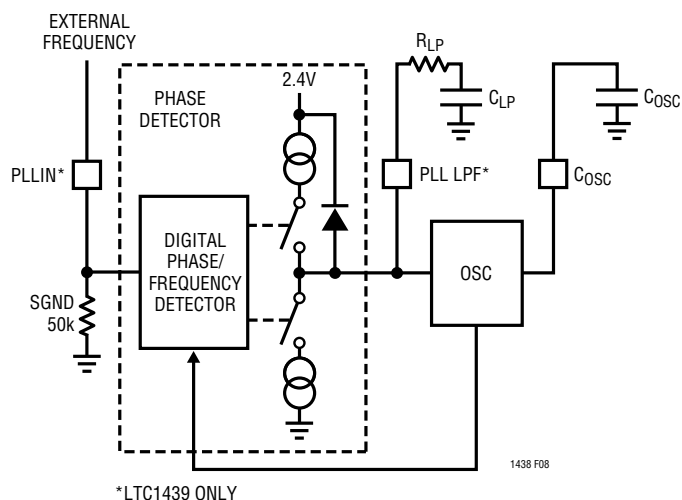 EXTERNAL
FREQUENCY
PLLIN*
SGND
50k
PHASE
DETECTOR
2.4V
DIGITAL
PHASE/
FREQUENCY
DETECTOR
RLP
CLP
PLL LPF*
COSC
COSC
OSC
1438 F08
*LTC1439 ONLY